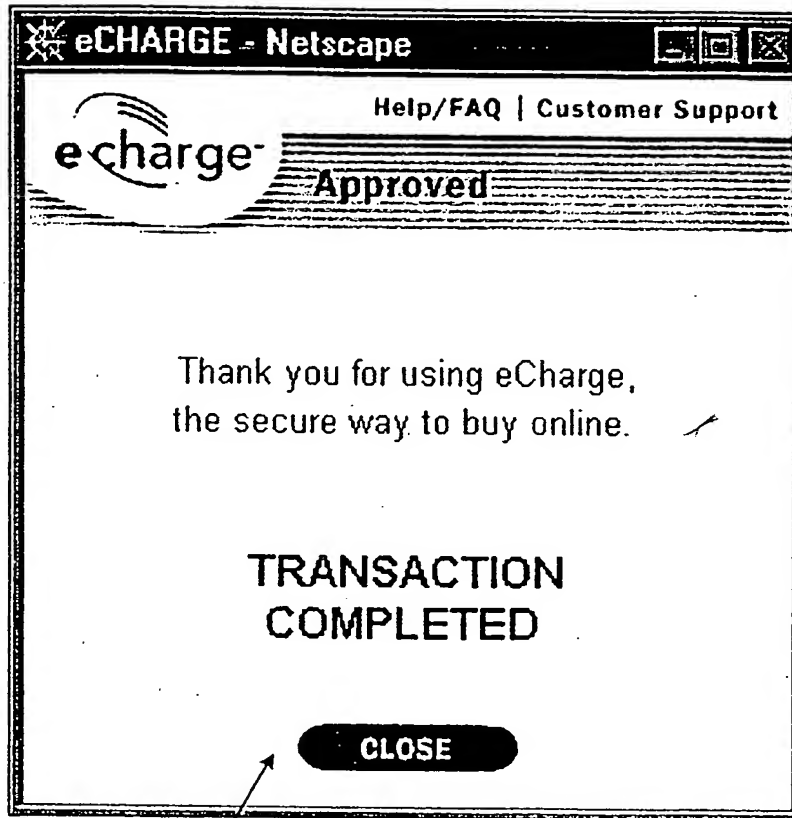 eCHARGE - Netscape
Help/FAQ | Customer Support
echarge
Approved
Thank you for using eCharge,
the secure way to buy online.
TRANSACTION
COMPLETED
CLOSE